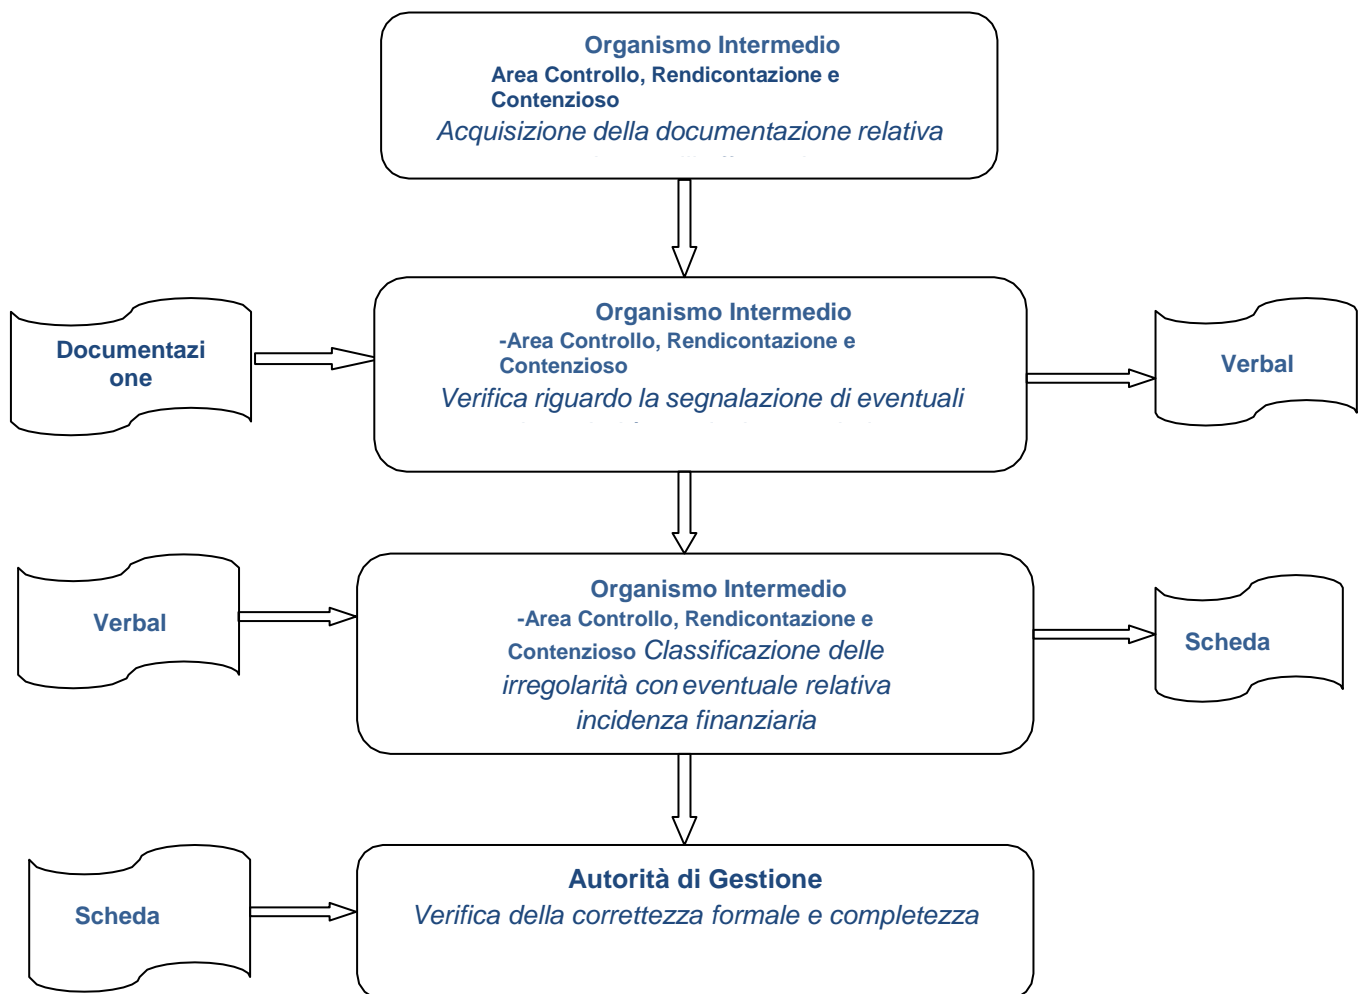 Organismo Intermedio
Area Controllo, Rendicontazione e
Contenzioso
Acquisizione della documentazione relativa
Documentazi
one
Organismo Intermedio
-Area Controllo, Rendicontazione e
Contenzioso
Verifica riguardo la segnalazione di eventuali
Verbal
Verbal
Organismo Intermedio
-Area Controllo, Rendicontazione e
Contenzioso Classificazione delle
irregolarità con eventuale relativa
incidenza finanziaria
Scheda
Scheda
Autorità di Gestione
Verifica della correttezza formale e completezza